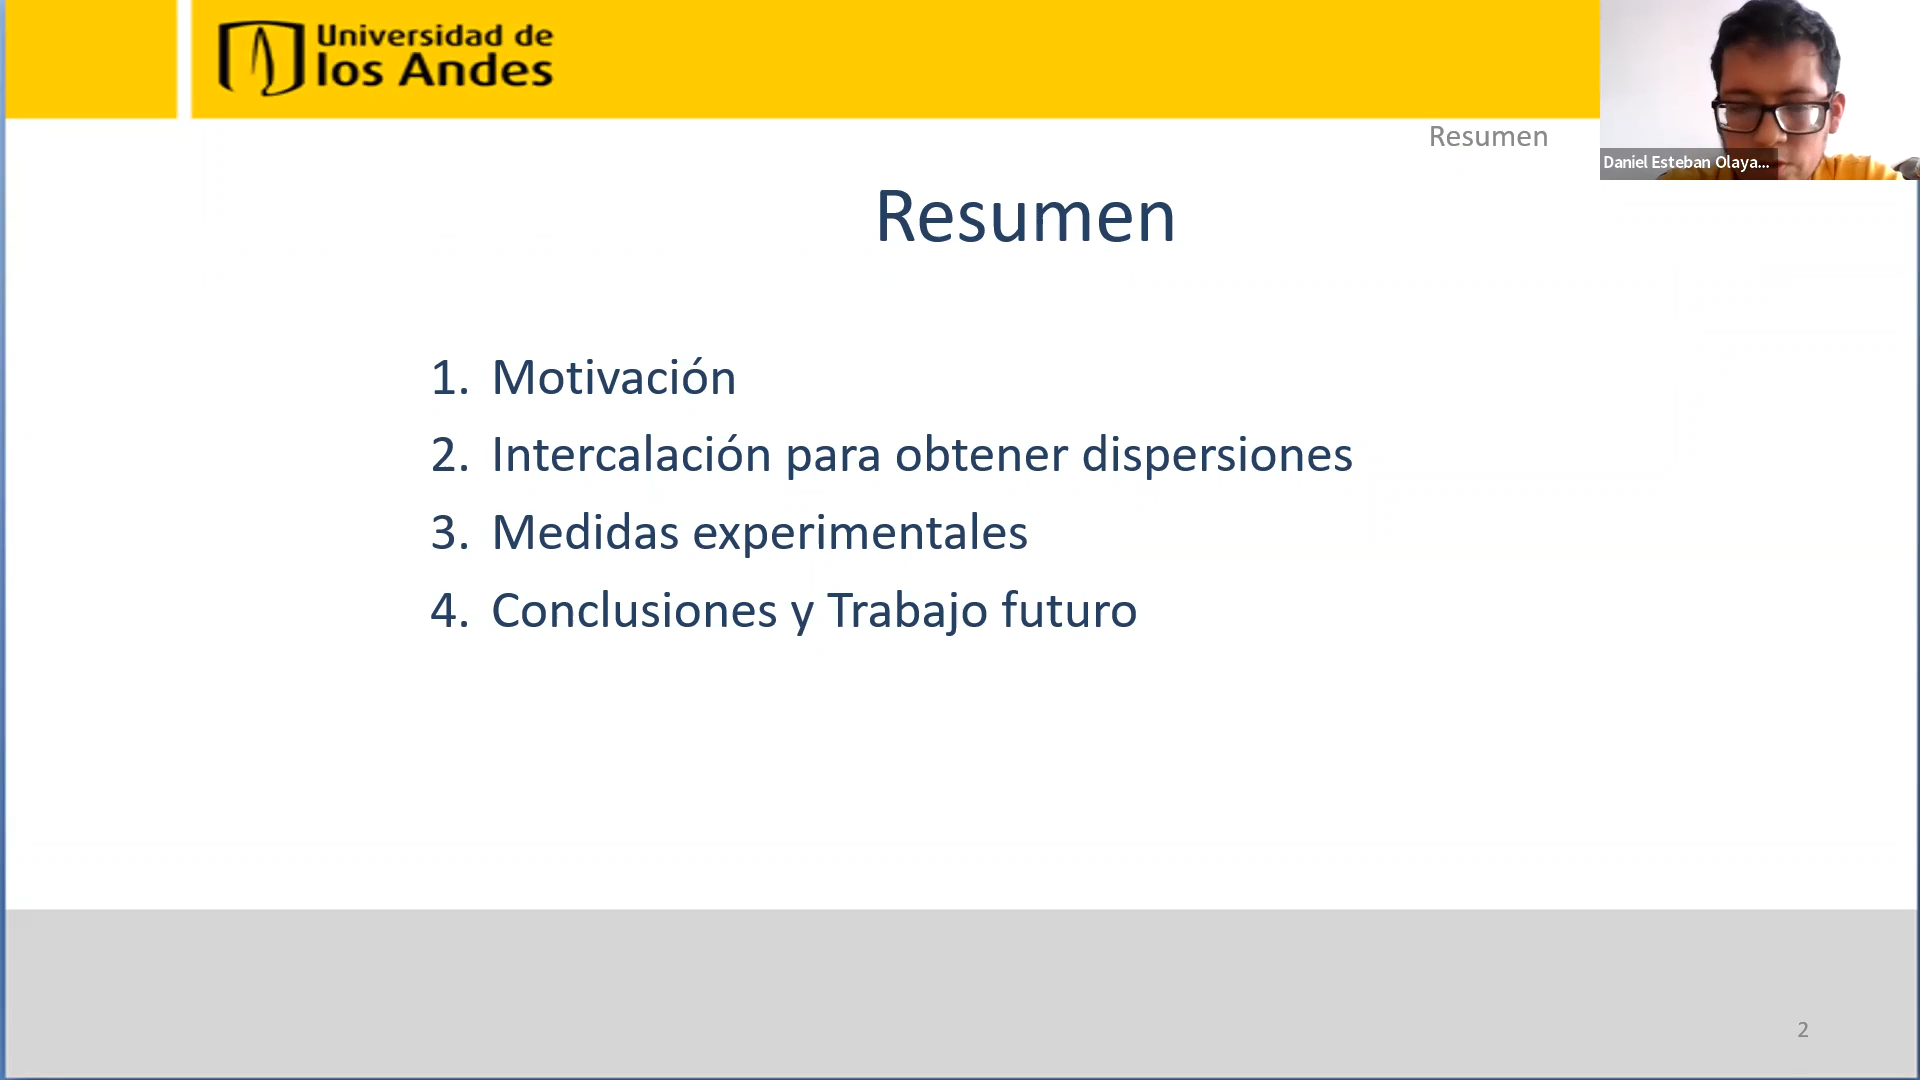 Universidad de
los Andes
Resumen
Daniel Esteban Olaya...
Resumen
1. Motivación
2. Intercalación para obtener dispersiones
3. Medidas experimentales
4. Conclusiones y Trabajo futuro
2